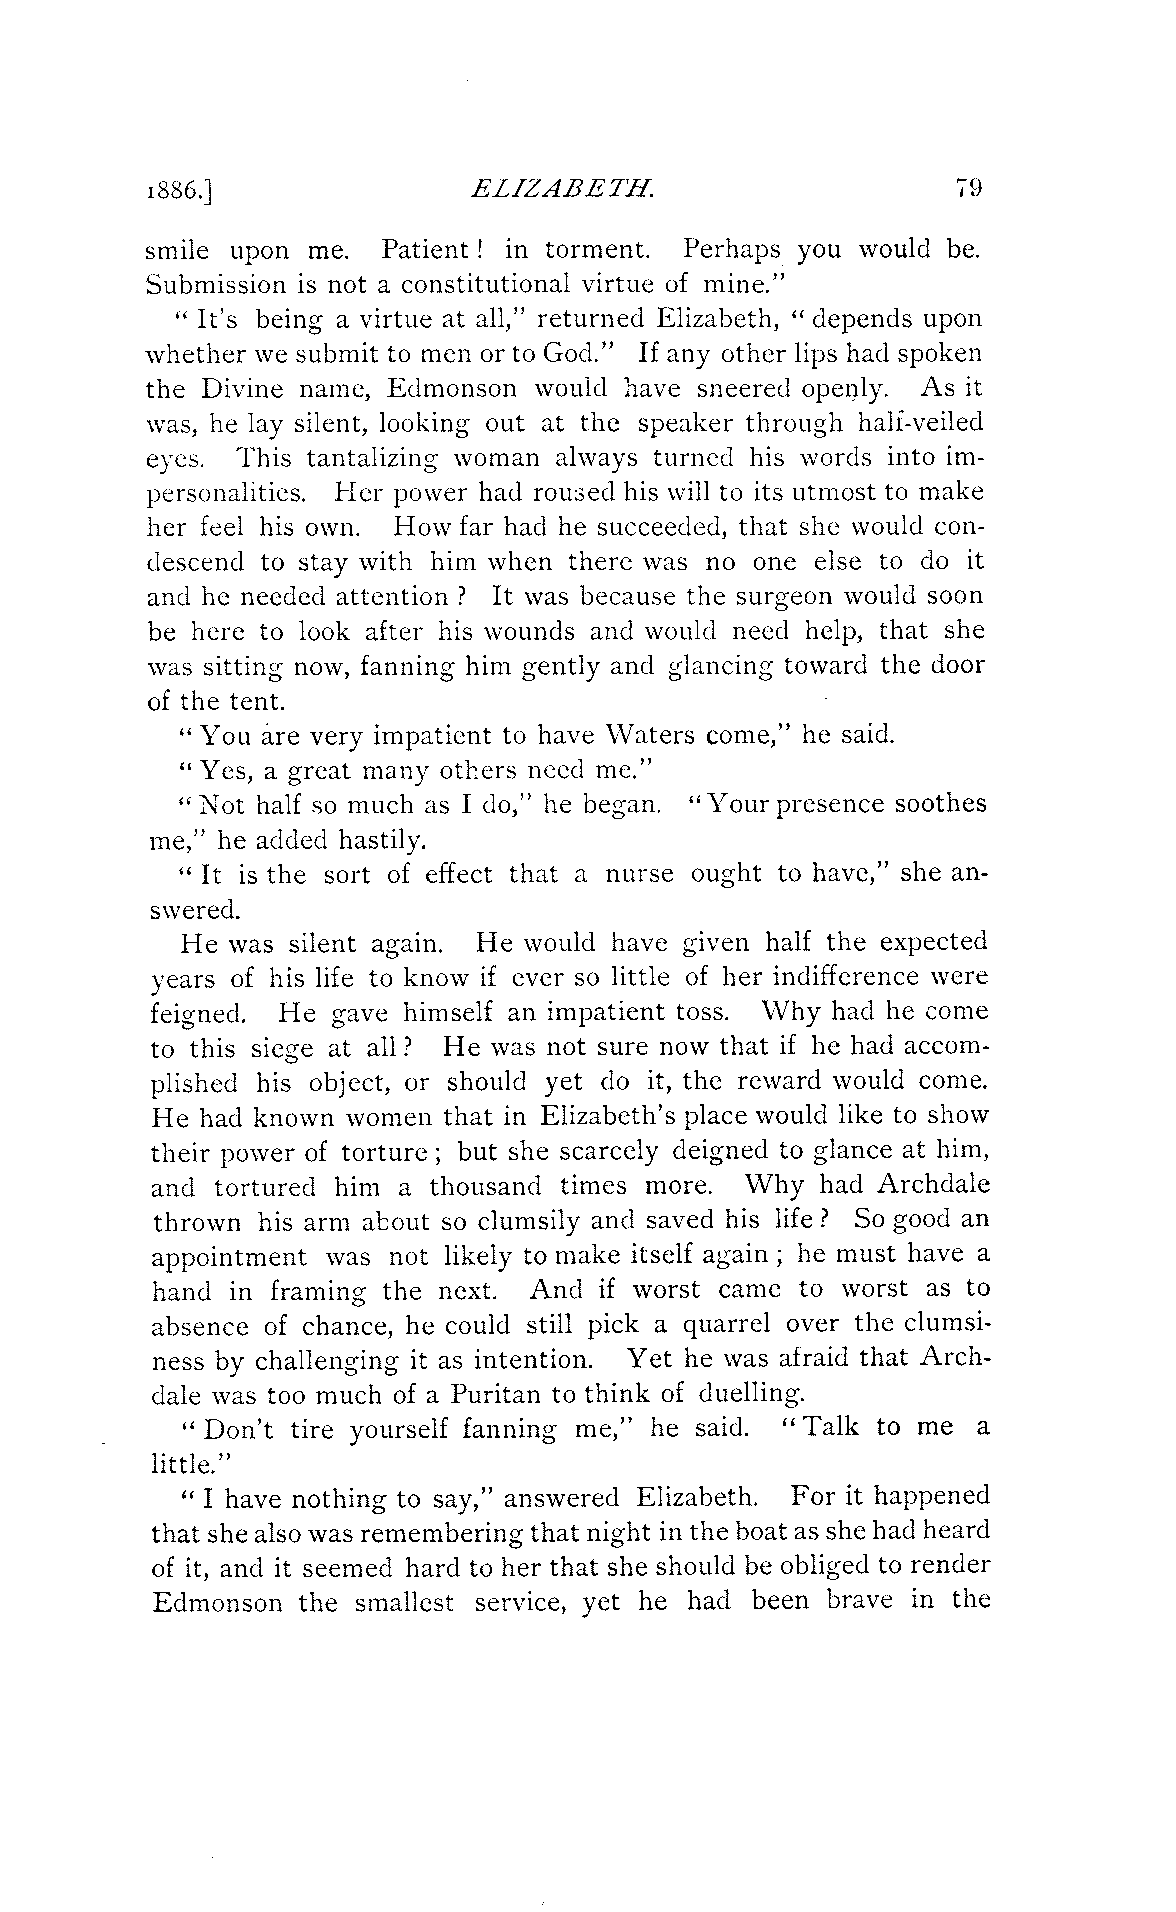 1886.] ELIZABETH. 79
smile upon me. Patient! in torment. Perhaps you would be.
Submission is not a constitutional virtue of mine."
"It's being a virtue at all," returned Elizabeth, "depends upon
whether we submit to men or to God." If any other lips had spoken
the Divine name, Edmonson would have sneered openly. As it
was, he lay silent, looking out at the speaker through half-veiled
eyes. This tantalizing woman always turned his words into im-
personalities. Her power had roused his will to its utmost to make
her feel his own. How far had he succeeded, that she would con-
descend to stay with him when there was no one else to do it
and he needed attention? It was because the surgeon would soon
be here to look after his wounds and would need help, that she
was sitting now, fanning him gently and glancing toward the door
of the tent.
"You are very impatient to have Waters come," he said.
"Yes, a great many others need me."
"Not half so much as I do," he began. "Your presence soothes
me," he added hastily.
"It is the sort of effect that a nurse ought to have," she an-
swered.
He was silent again. He would have given half the expected
years of his life to know if ever so little of her indifference were
feigned. He gave himself an impatient toss. Why had he come
to this siege at all? He was not sure now that if he had accom-
plished his object, or should yet do it, the reward would come.
He had known women that in Elizabeth's place would like to show
their power of torture; but she scarcely deigned to glance at him,
and tortured him a thousand times more. Why had Archdale
thrown his arm about so clumsily and saved his life? So good an
appointment was not likely to make itself again; he must have a
hand in framing the next. And if worst came to worst as to
absence of chance, he could still pick a quarrel over the clumsi-
ness by challenging it as intention. Yet he was afraid that Arch-
dale was too much of a Puritan to think of duelling.
"Don't tire yourself fanning me," he said. "Talk to me a
little."
"I have nothing to say," answered Elizabeth. For it happened
that she also was remembering that night in the boat as she had heard
of it, and it seemed hard to her that she should be obliged to render
Edmonson the smallest service, yet he had been brave in the